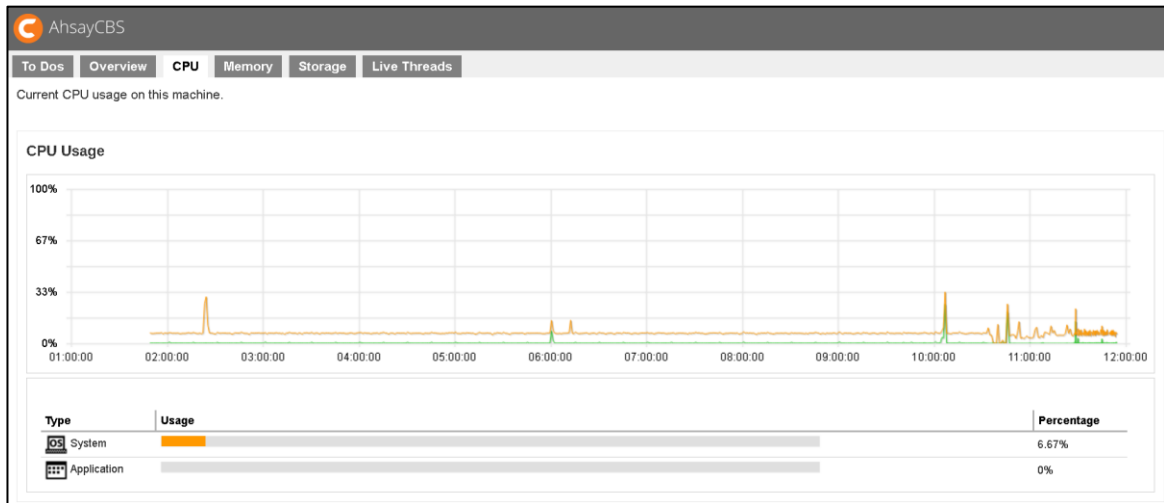 AhsayCBS
To Dos Overview CPU Memory Storage Live Threads
Current CPU usage on this machine.
CPU Usage
100%
67%
33%
0%
01:00:00 02:00:00 03:00:00 04:00:00 05:00:00 06:00:00 07:00:00 08:00:00 09:00:00 10:00:00 11:00:00 12:00:00
Type Usage Percentage
OS System 6.67%
Application 0%